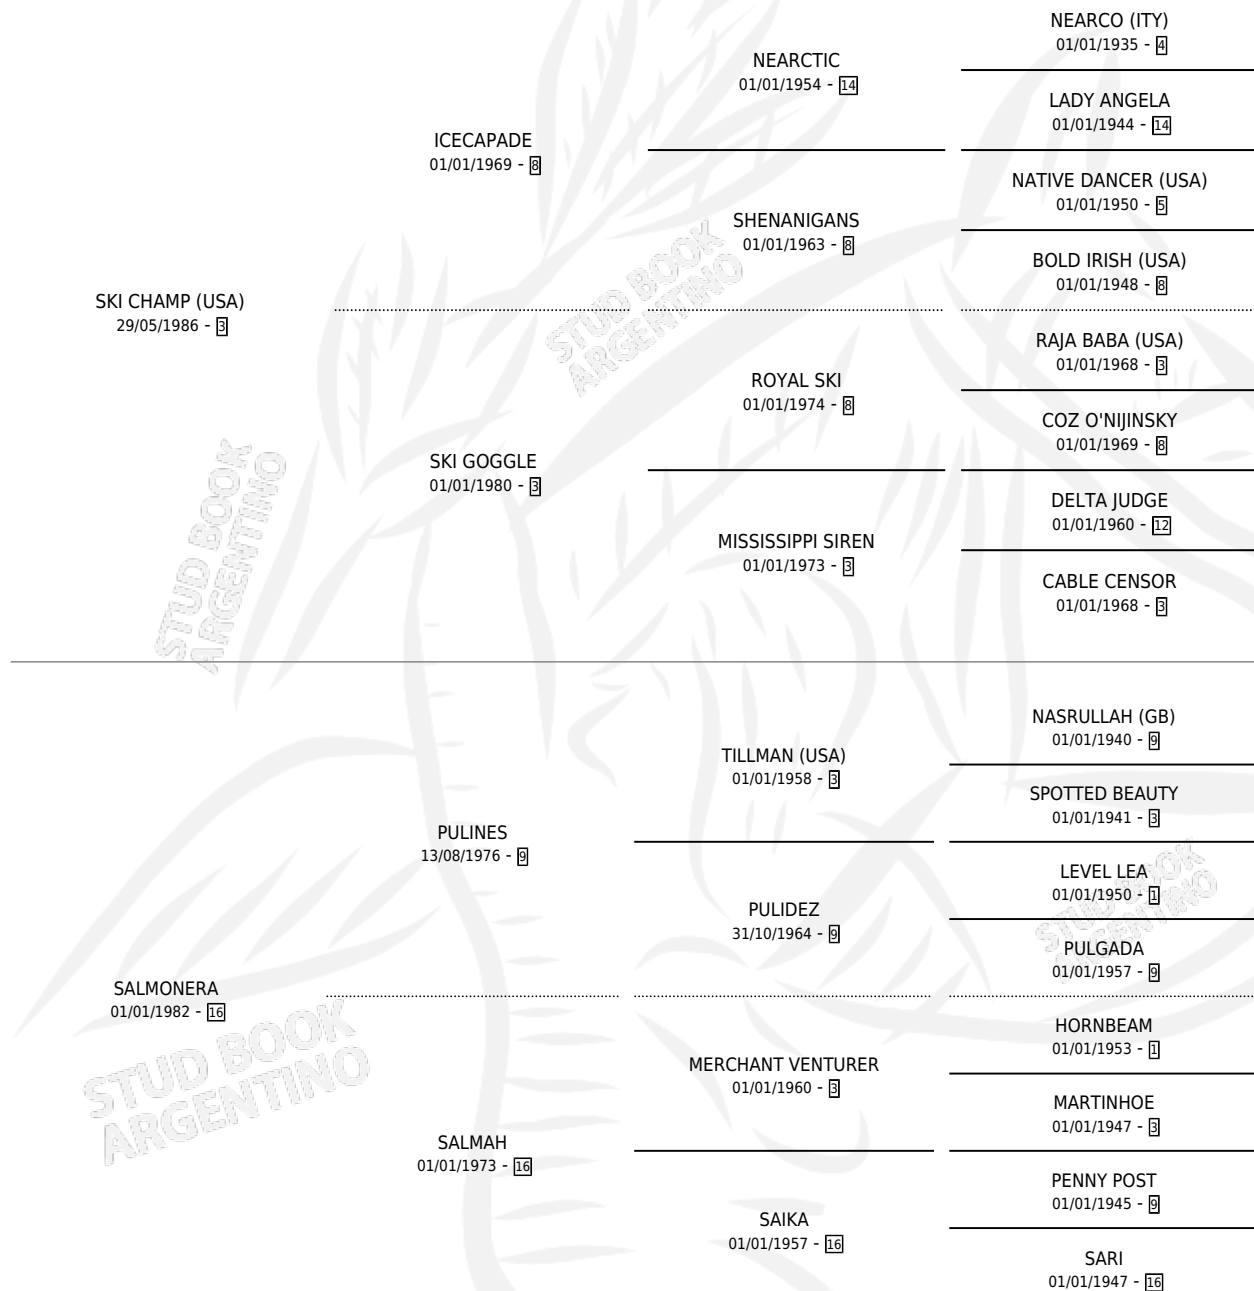 NEARCO (ITY)
01/01/1935 - 4
NEARCTIC
01/01/1954 - 14
LADY ANGELA
01/01/1944 - 14
ICECAPADE
01/01/1969 - 8
NATIVE DANCER (USA)
01/01/1950 - 5
SHENANIGANS
01/01/1963 - 8
BOLD IRISH (USA)
01/01/1948 - 8
SKI CHAMP (USA)
29/05/1986 - 3
RAJA BABA (USA)
01/01/1968 - 3
ROYAL SKI
01/01/1974 - 8
COZ O'NIJINSKY
01/01/1969 - 8
SKI GOGGLE
01/01/1980 - 3
DELTA JUDGE
01/01/1960 - 12
MISSISSIPPI SIREN
01/01/1973 - 3
CABLE CENSOR
01/01/1968 - 3
NASRULLAH (GB)
01/01/1940 - 9
TILLMAN (USA)
01/01/1958 - 3
SPOTTED BEAUTY
01/01/1941 - 3
PULINES
13/08/1976 - 9
LEVEL LEA
01/01/1950 - 1
PULIDEZ
31/10/1964 - 9
PULGADA
01/01/1957 - 9
SALMONERA
01/01/1982 - 16
HORNBEAM
01/01/1953 - 1
MERCHANT VENTURER
01/01/1960 - 3
MARTINHOE
01/01/1947 - 3
SALMAH
01/01/1973 - 16
PENNY POST
01/01/1945 - 9
SAIKA
01/01/1957 - 16
SARI
01/01/1947 - 16
STUD BOOK
ARGENTINO
STUD BOOK
ARGENTINO
STUD BOOK
ARGENTINO
STUD BOOK
ARGENTINO